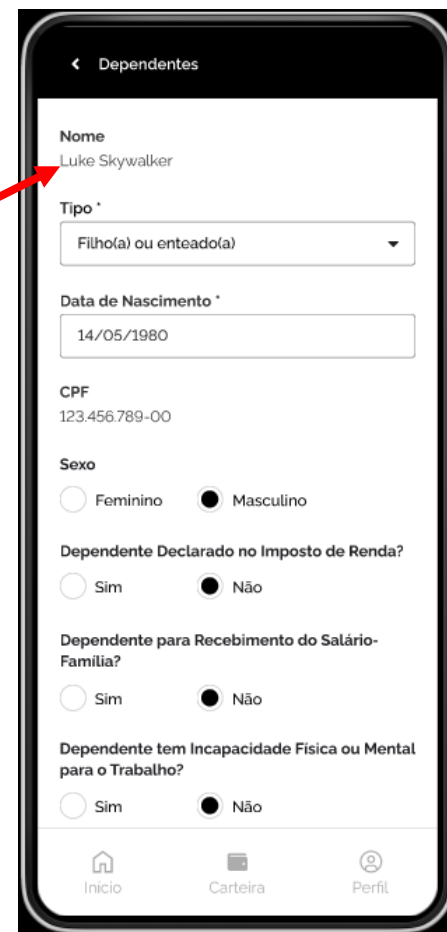 Dependentes
Nome
Luke Skywalker
Tipo *
Filho(a) ou enteado(a)
Data de Nascimento *
14/05/1980
CPF
123.456.789-00
Sexo
Feminino Masculino
Dependente Declarado no Imposto de Renda?
Sim Não
Dependente para Recebimento do Salário-
Família?
Sim Não
Dependente tem Incapacidade Física ou Mental
para o Trabalho?
Sim Não
Início Carteira Perfil